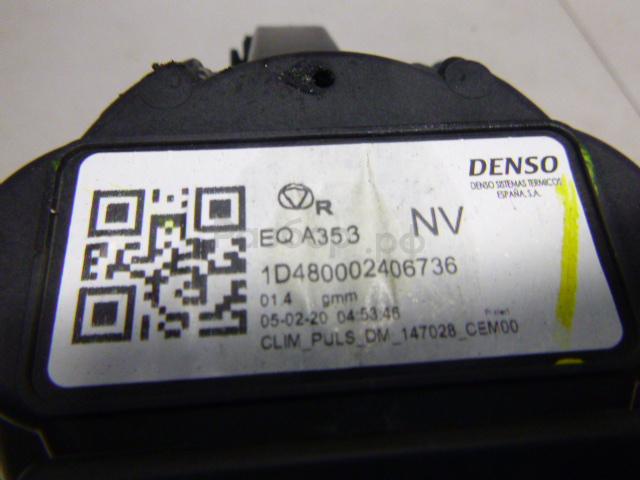 DENSO
DENSO SISTEMAS TERMICOS
ESPAÑA, S.A.
R
EQ A353
NV
1D480002406736
01.4 gmm
05-02-20 04:53:46
CLIM_PULS_DM_147028_CEM00